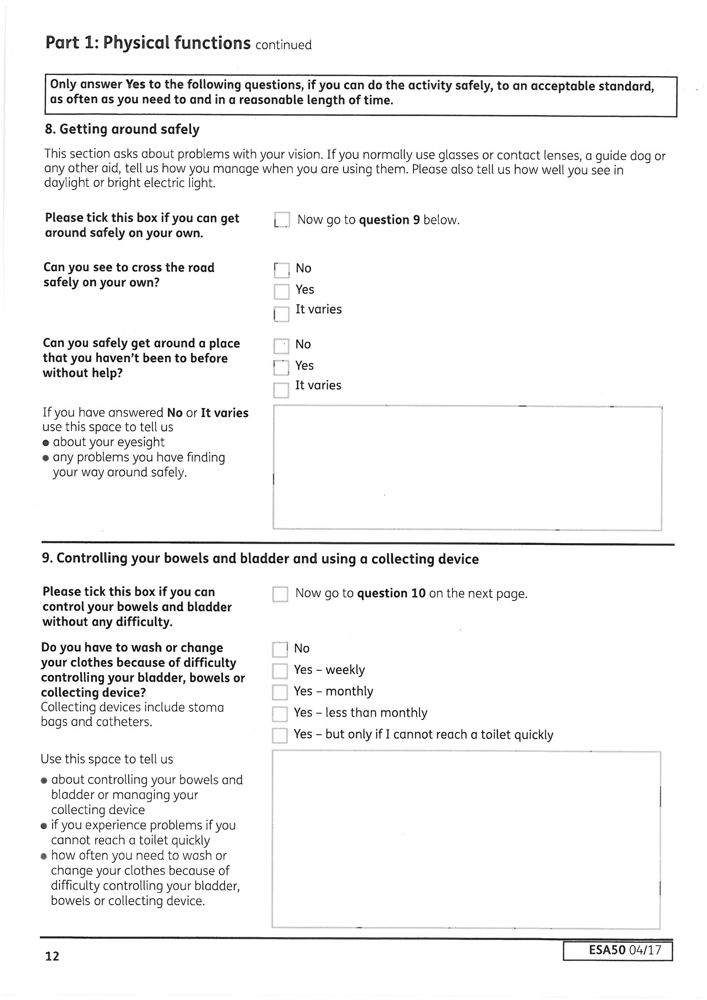 Part 1: Physical functions continued
Only answer Yes to the following questions, if you can do the activity safely, to an acceptable standard,
as often as you need to and in a reasonable length of time.
8. Getting around safely
This section asks about problems with your vision. If you normally use glasses or contact lenses, a guide dog or
any other aid, tell us how you manage when you are using them. Please also tell us how well you see in
daylight or bright electric light.
Please tick this box if you can get
around safely on your own.
Now go to question 9 below.
Can you see to cross the road
safely on your own?
No
Yes
It varies
Can you safely get around a place
that you haven't been to before
without help?
No
Yes
It varies
If you have answered No or It varies
use this space to tell us
● about your eyesight
● any problems you have finding
your way around safely.
9. Controlling your bowels and bladder and using a collecting device
Please tick this box if you can
control your bowels and bladder
without any difficulty.
Now go to question 10 on the next page.
Do you have to wash or change
your clothes because of difficulty
controlling your bladder, bowels or
collecting device?
Collecting devices include stoma
bags and catheters.
No
Yes – weekly
Yes – monthly
Yes – less than monthly
Yes – but only if I cannot reach a toilet quickly
Use this space to tell us
● about controlling your bowels and
bladder or managing your
collecting device
● if you experience problems if you
cannot reach a toilet quickly
● how often you need to wash or
change your clothes because of
difficulty controlling your bladder,
bowels or collecting device.
12
ESA50 04/17